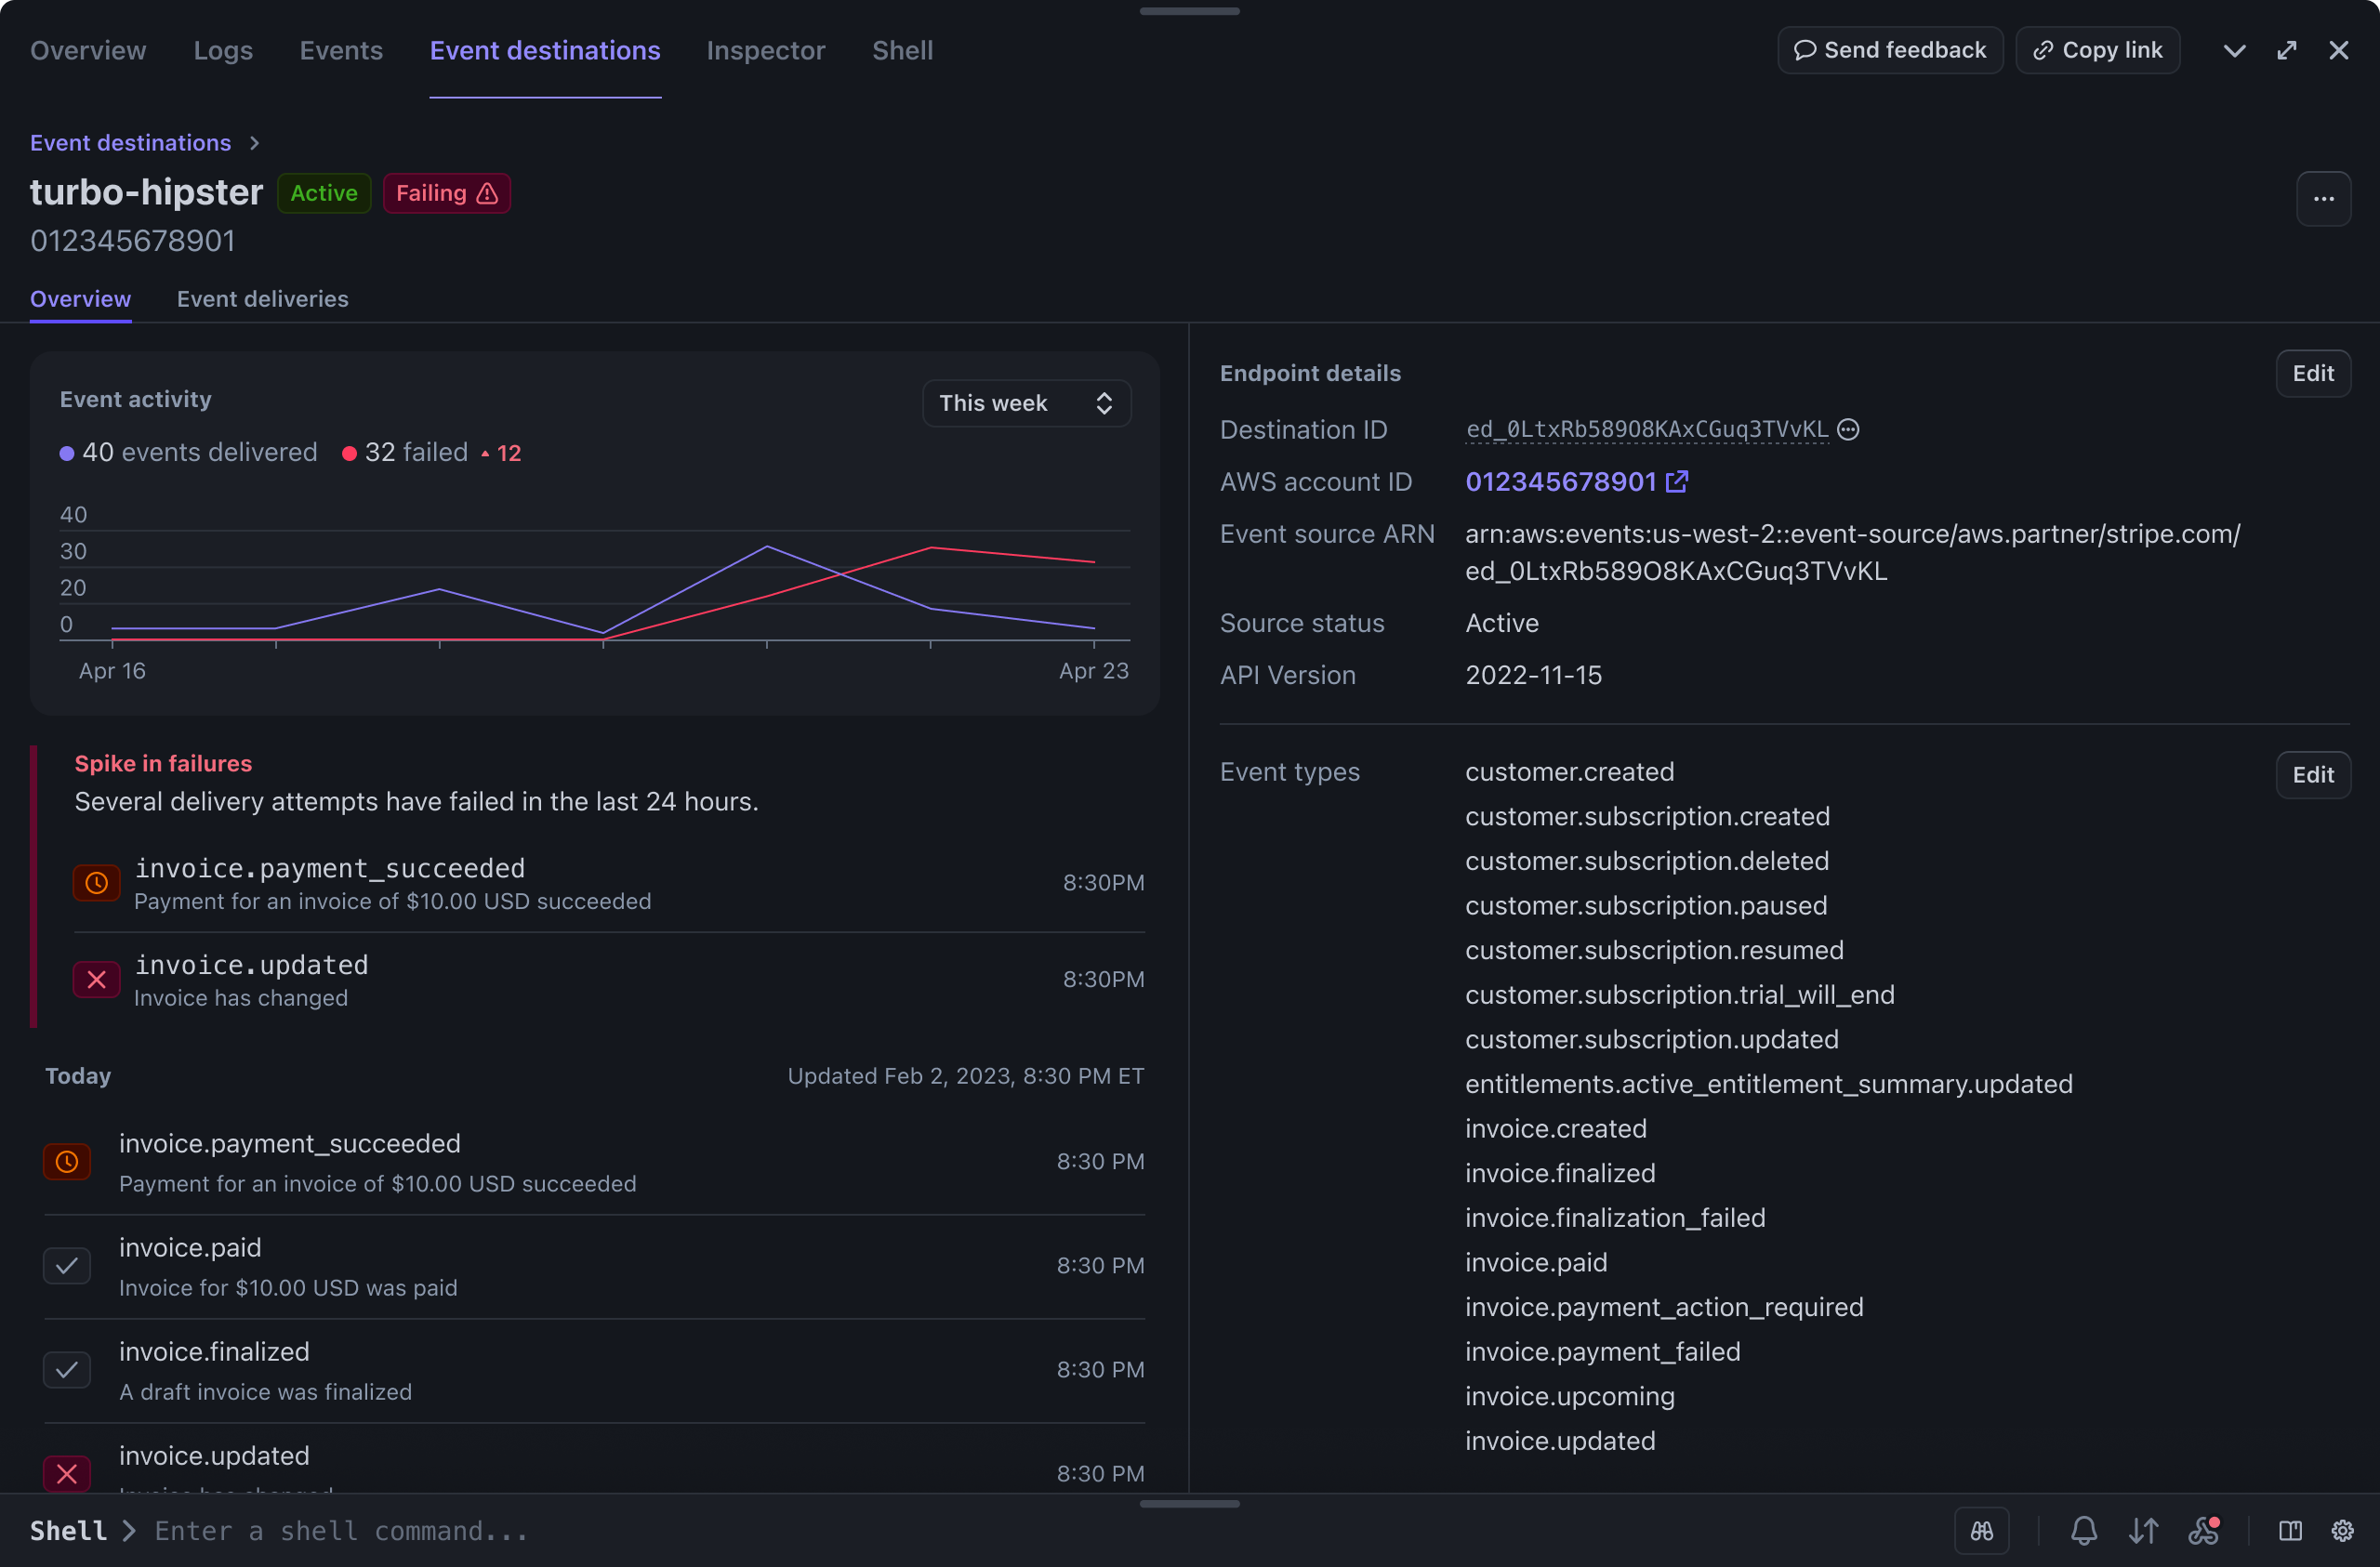 Overview Logs Events Event destinations Inspector Shell Send feedback Copy link
Event destinations
turbo-hipster Active Failing
012345678901
Overview Event deliveries
Event activity This week
40 events delivered 32 failed 12
40
30
20
0
Apr 16 Apr 23
Spike in failures
Several delivery attempts have failed in the last 24 hours.
invoice.payment_succeeded
Payment for an invoice of $10.00 USD succeeded
8:30PM
invoice.updated
Invoice has changed
8:30PM
Today Updated Feb 2, 2023, 8:30 PM ET
invoice.payment_succeeded
Payment for an invoice of $10.00 USD succeeded
8:30 PM
invoice.paid
Invoice for $10.00 USD was paid
8:30 PM
invoice.finalized
A draft invoice was finalized
8:30 PM
invoice.updated
Invoice has changed
8:30 PM
Endpoint details Edit
Destination ID ed_0LtxRb589O8KAxCGuq3TVvKL
AWS account ID 012345678901
Event source ARN arn:aws:events:us-west-2::event-source/aws.partner/stripe.com/
ed_0LtxRb589O8KAxCGuq3TVvKL
Source status Active
API Version 2022-11-15
Event types customer.created Edit
customer.subscription.created
customer.subscription.deleted
customer.subscription.paused
customer.subscription.resumed
customer.subscription.trial_will_end
customer.subscription.updated
entitlements.active_entitlement_summary.updated
invoice.created
invoice.finalized
invoice.finalization_failed
invoice.paid
invoice.payment_action_required
invoice.payment_failed
invoice.upcoming
invoice.updated
Shell Enter a shell command...